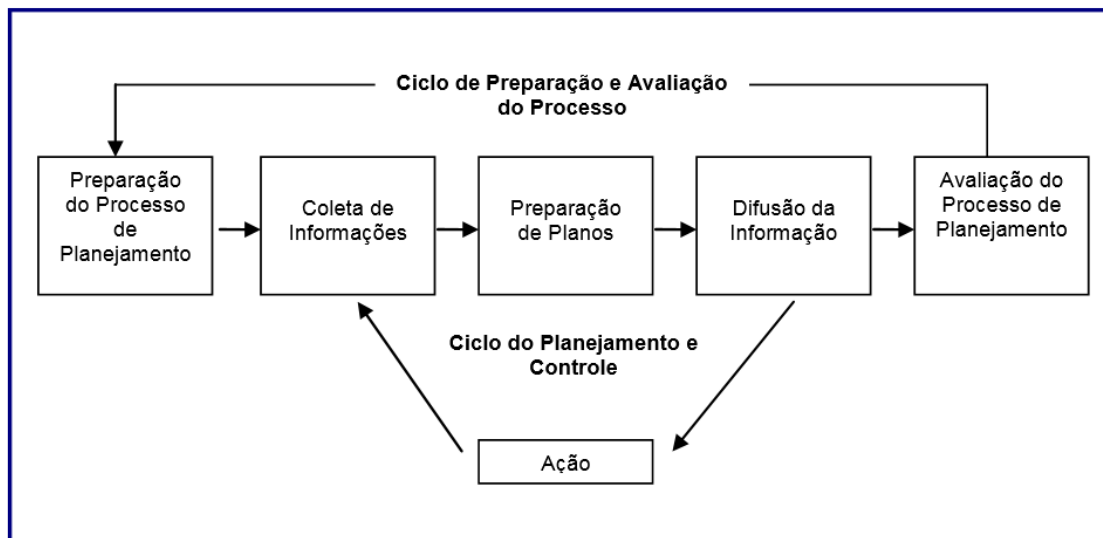 Ciclo de Preparação e Avaliação
do Processo
Preparação
do Processo
de
Planejamento
Coleta de
Informações
Preparação
de Planos
Difusão da
Informação
Avaliação do
Processo de
Planejamento
Ciclo do Planejamento e
Controle
Ação